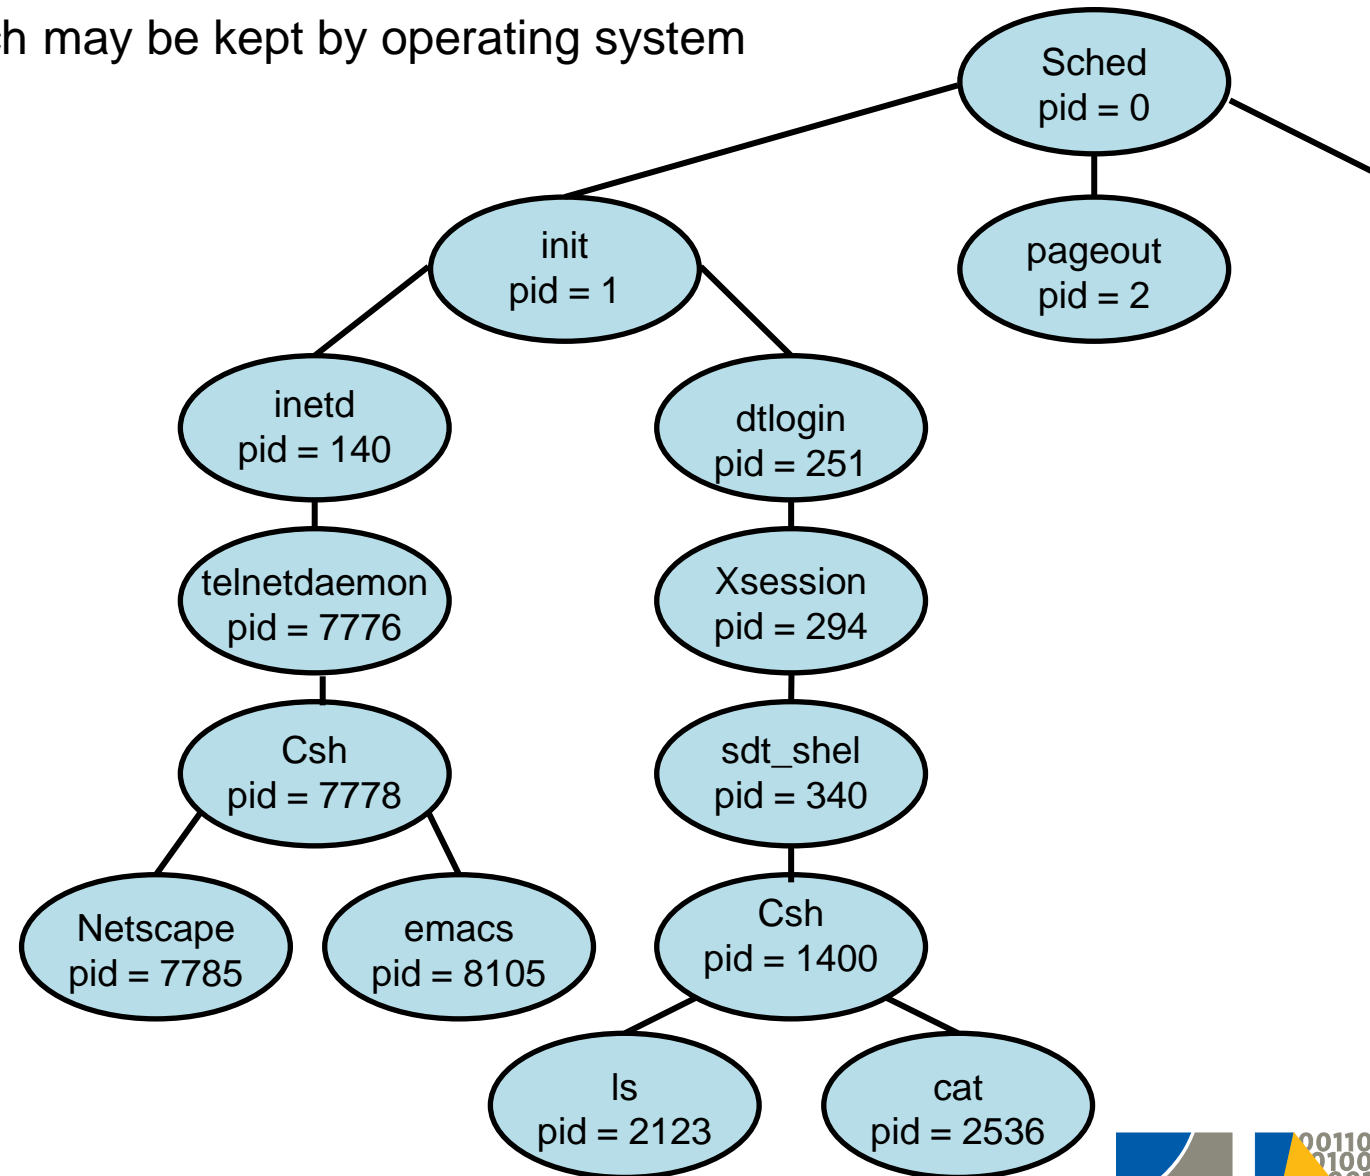 may be kept by operating system
Sched
pid = 0
init
pid = 1
pageout
pid = 2
inetd
pid = 140
dtlogin
pid = 251
telnetdaemon
pid = 7776
Xsession
pid = 294
Csh
pid = 7778
sdt_shel
pid = 340
Netscape
pid = 7785
emacs
pid = 8105
Csh
pid = 1400
ls
pid = 2123
cat
pid = 2536